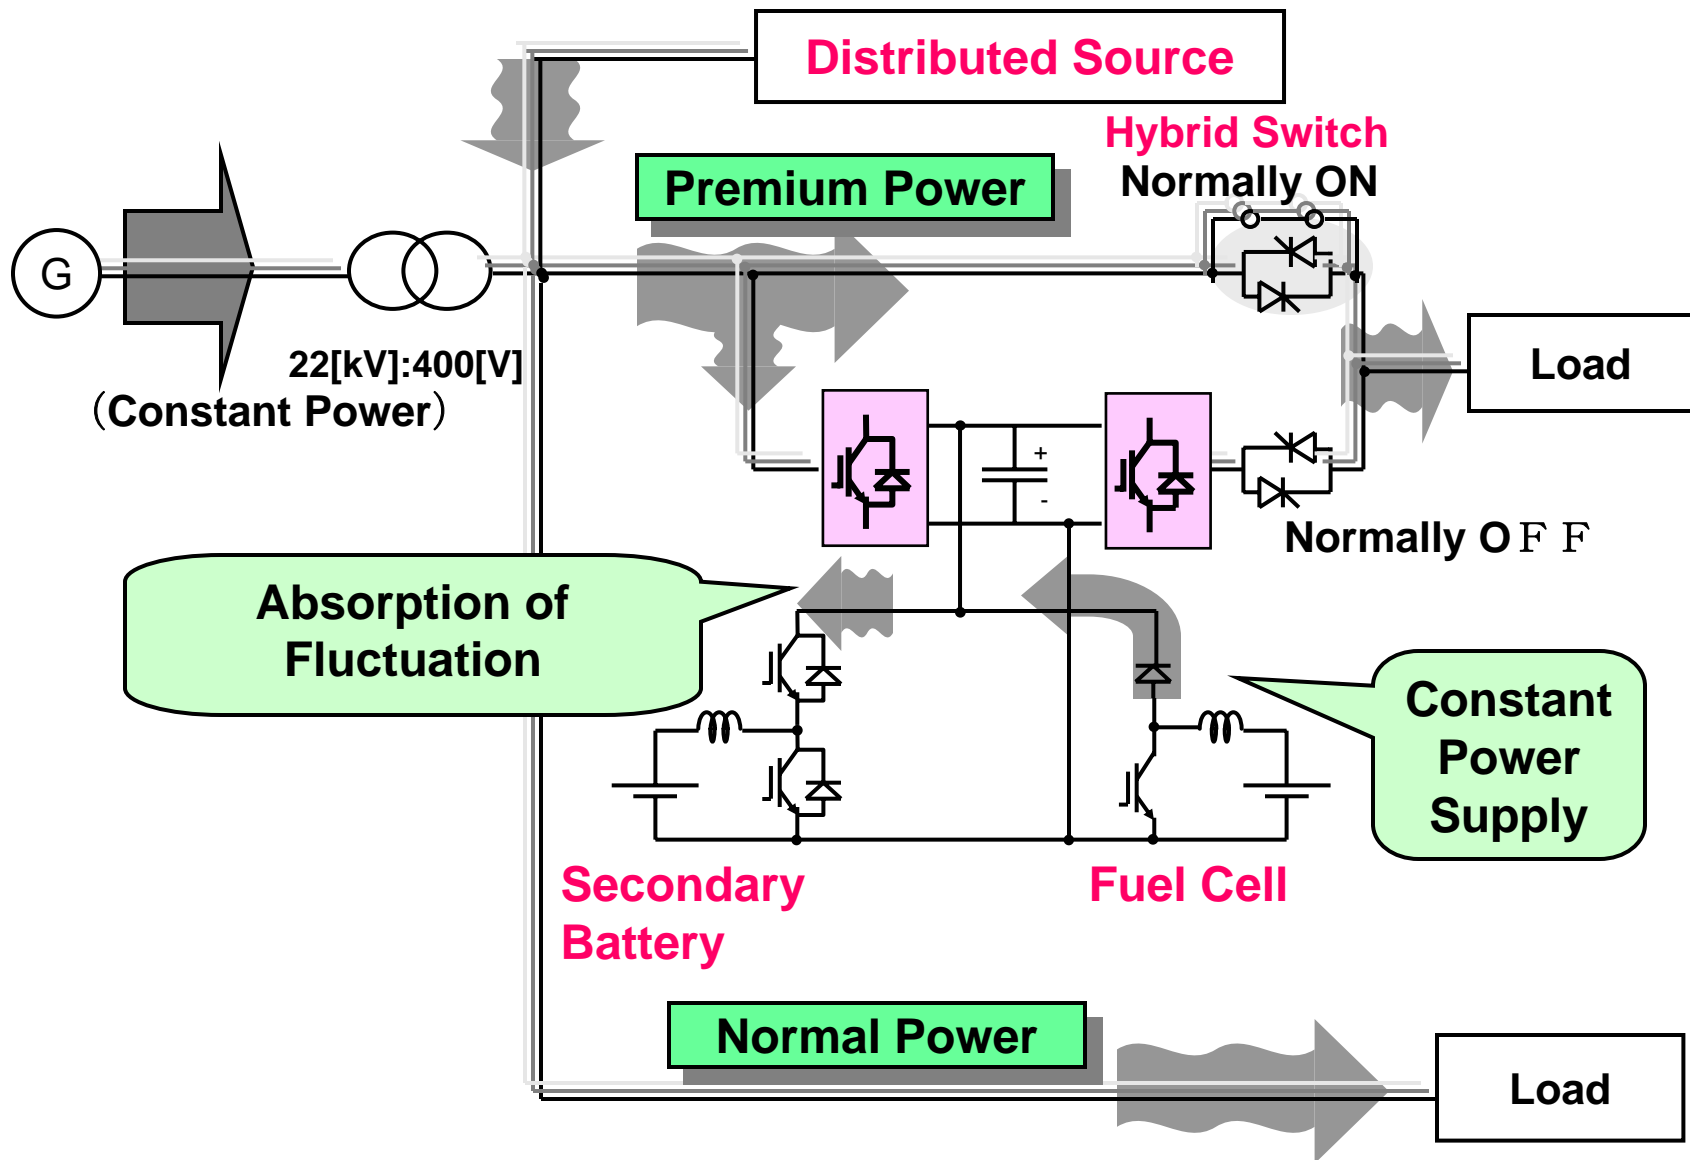 Distributed Source
Hybrid Switch
Normally ON
Premium Power
G
22[kV]:400[V]
（Constant Power）
Load
+
-
Normally OＦＦ
Absorption of
Fluctuation
Constant
Power
Supply
Secondary
Battery
Fuel Cell
Normal Power
Load